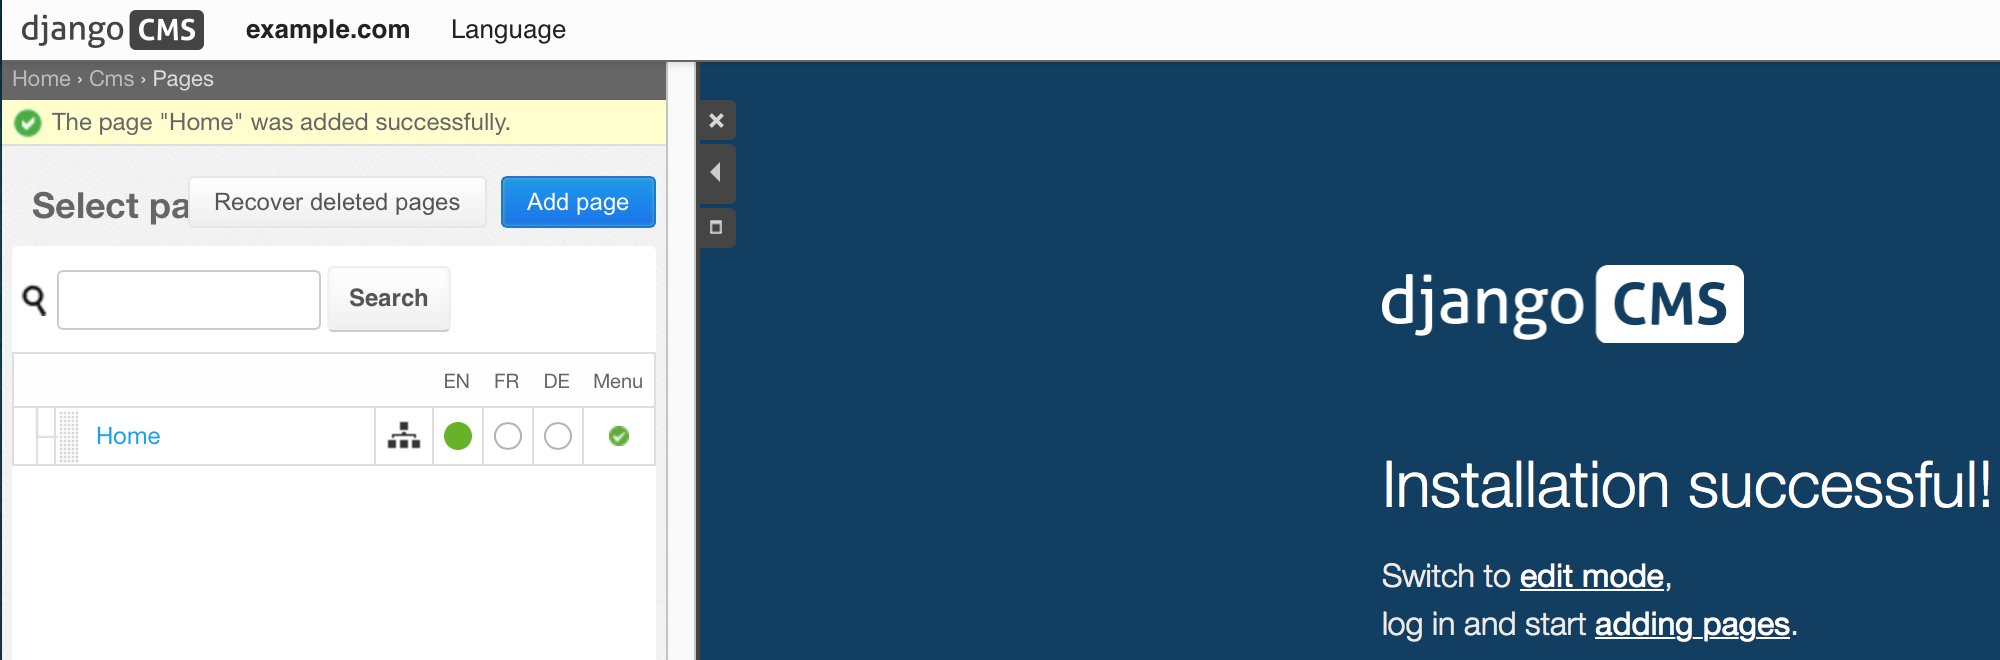 django CMS example.com Language
Home › Cms › Pages
The page "Home" was added successfully.
Select pa
Recover deleted pages
Add page
Search
EN FR DE Menu
Home
django CMS
Installation successful!
Switch to edit mode,
log in and start adding pages.